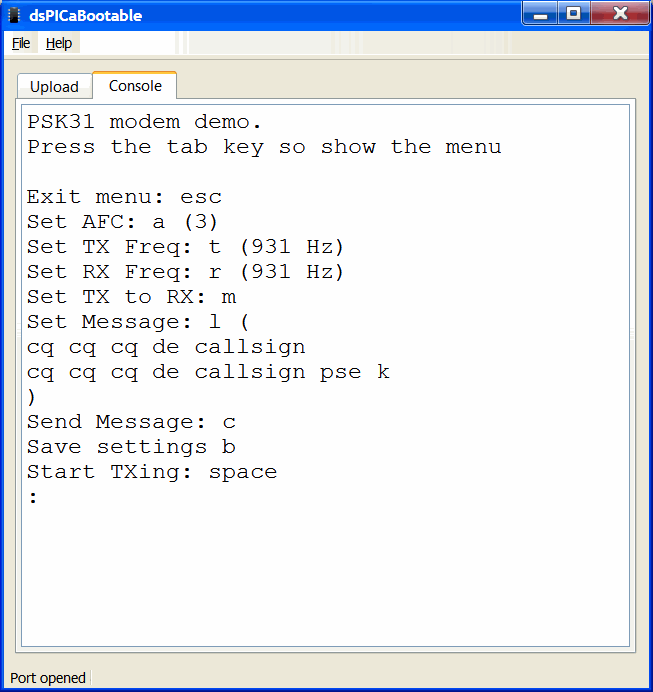 dsPICaBootable
File Help
Upload Console
PSK31 modem demo.
Press the tab key so show the menu
Exit menu: esc
Set AFC: a (3)
Set TX Freq: t (931 Hz)
Set RX Freq: r (931 Hz)
Set TX to RX: m
Set Message: l (
cq cq cq de callsign
cq cq cq de callsign pse k
)
Send Message: c
Save settings b
Start TXing: space
:
Port opened